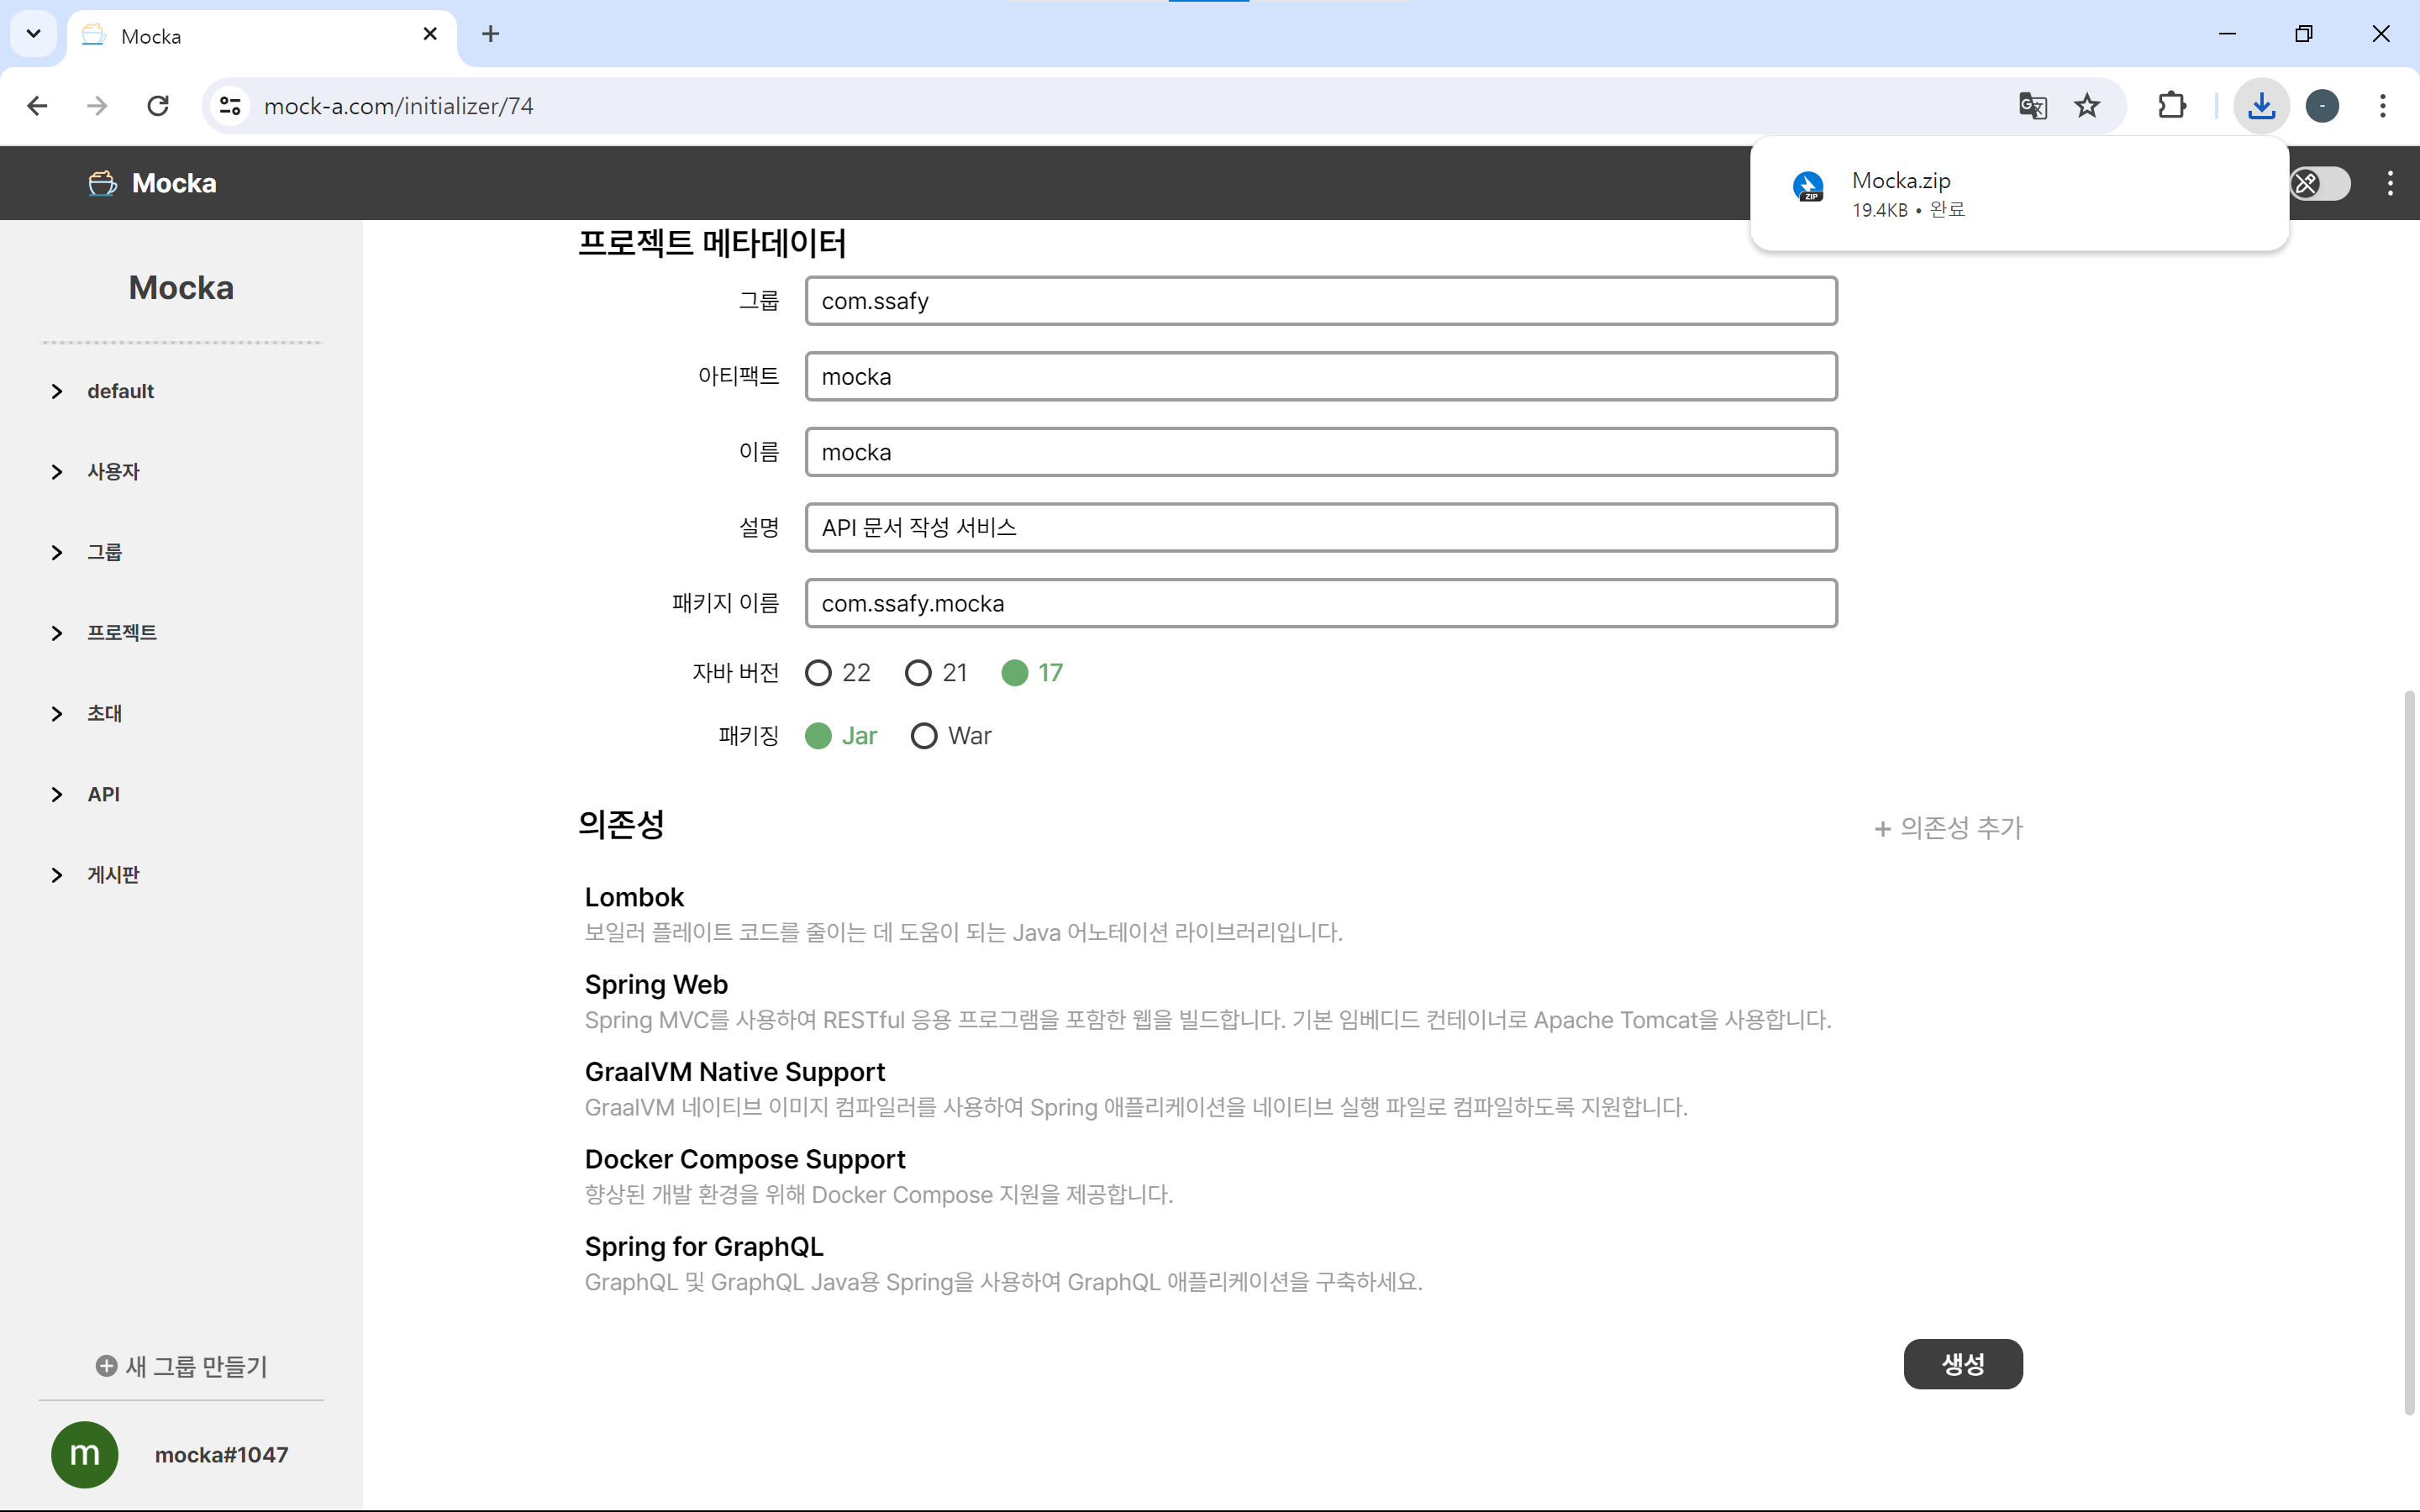 Mocka
mock-a.com/initializer/74
Mocka.zip
ZIP
19.4KB • 완료
Mocka
Mocka
default
사용자
그룹
프로젝트
초대
API
게시판
새 그룹 만들기
m
mocka#1047
프로젝트 메타데이터
그룹 com.ssafy
아티팩트 mocka
이름 mocka
설명 API 문서 작성 서비스
패키지 이름 com.ssafy.mocka
자바 버전 22 21 17
패키징 Jar War
의존성 + 의존성 추가
Lombok
보일러 플레이트 코드를 줄이는 데 도움이 되는 Java 어노테이션 라이브러리입니다.
Spring Web
Spring MVC를 사용하여 RESTful 응용 프로그램을 포함한 웹을 빌드합니다. 기본 임베디드 컨테이너로 Apache Tomcat을 사용합니다.
GraalVM Native Support
GraalVM 네이티브 이미지 컴파일러를 사용하여 Spring 애플리케이션을 네이티브 실행 파일로 컴파일하도록 지원합니다.
Docker Compose Support
향상된 개발 환경을 위해 Docker Compose 지원을 제공합니다.
Spring for GraphQL
GraphQL 및 GraphQL Java용 Spring을 사용하여 GraphQL 애플리케이션을 구축하세요.
생성